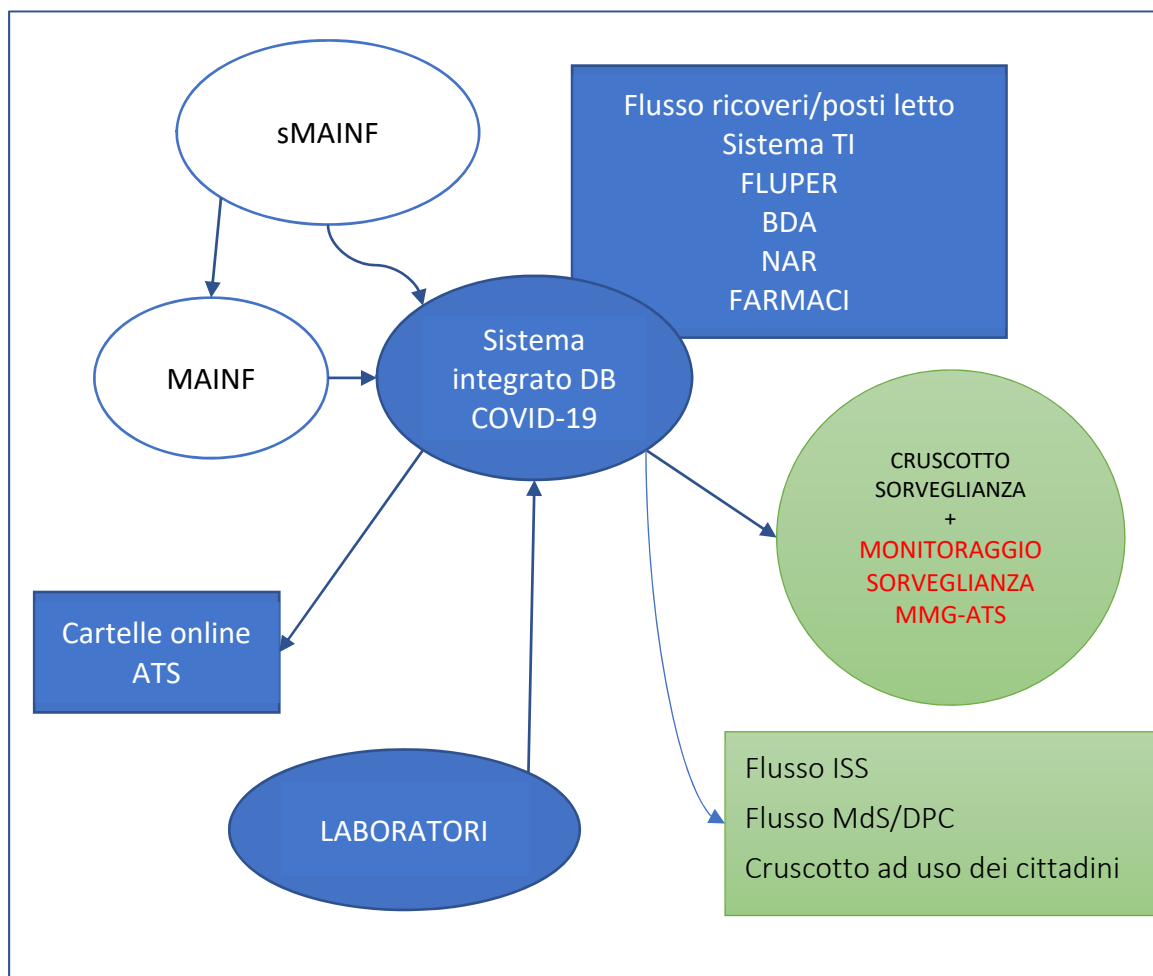 sMAINF
Flusso ricoveri/posti letto
Sistema TI
FLUPER
BDA
NAR
FARMACI
MAINF
Sistema
integrato DB
COVID-19
CRUSCOTTO
SORVEGLIANZA
+
MONITORAGGIO
SORVEGLIANZA
MMG-ATS
Cartelle online
ATS
LABORATORI
Flusso ISS
Flusso MdS/DPC
Cruscotto ad uso dei cittadini